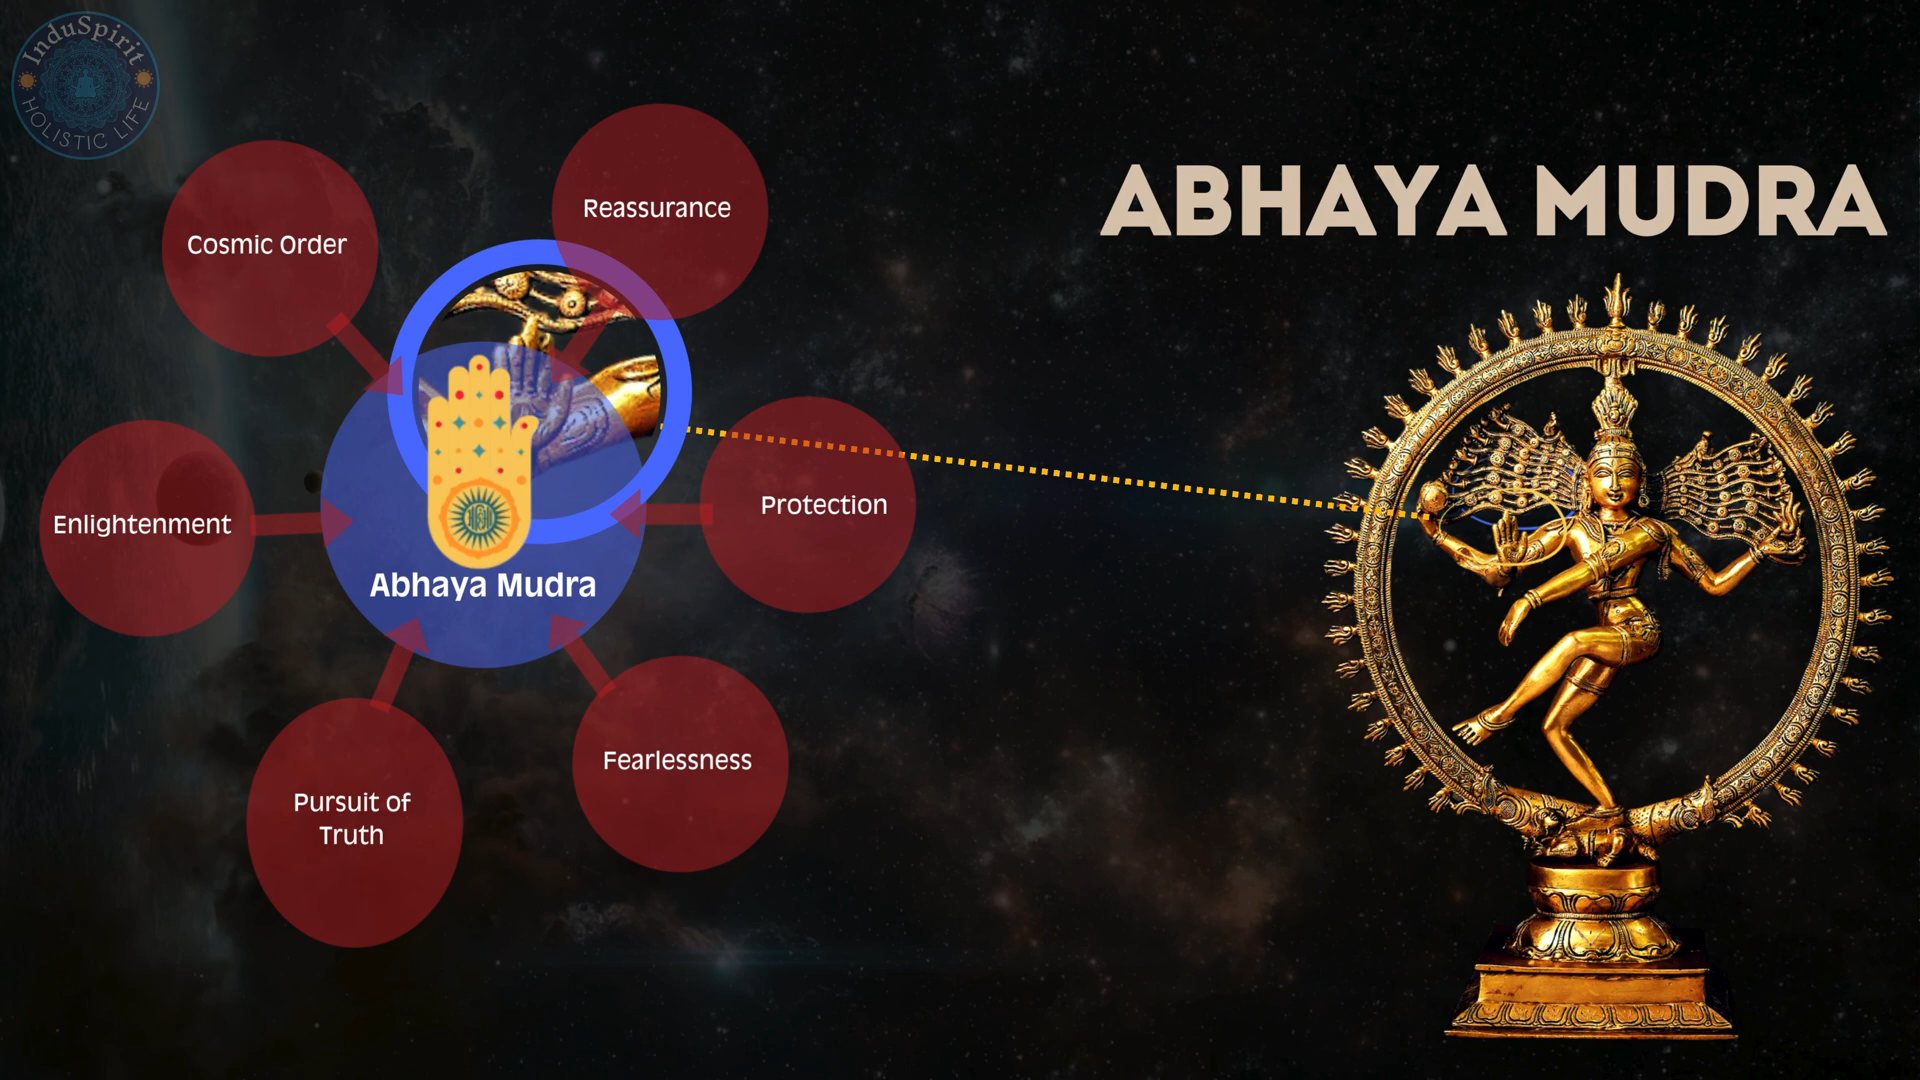 InduSpirit
HOLISTIC LIFE
ABHAYA MUDRA
Reassurance
Cosmic Order
Enlightenment
Protection
Abhaya Mudra
Fearlessness
Pursuit of
Truth